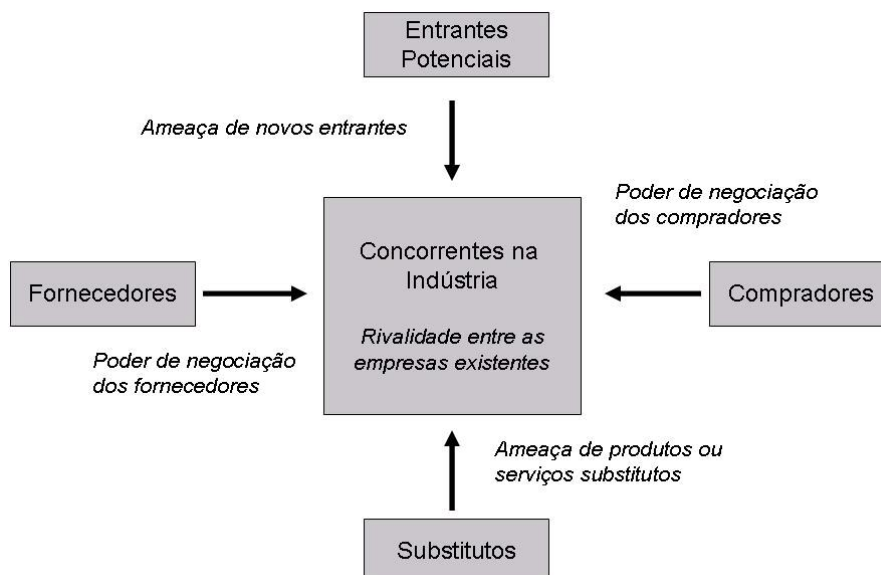 Entrantes
Potenciais
Ameaça de novos entrantes
Poder de negociação
dos compradores
Concorrentes na
Indústria
Rivalidade entre as
empresas existentes
Fornecedores
Compradores
Poder de negociação
dos fornecedores
Ameaça de produtos ou
serviços substitutos
Substitutos